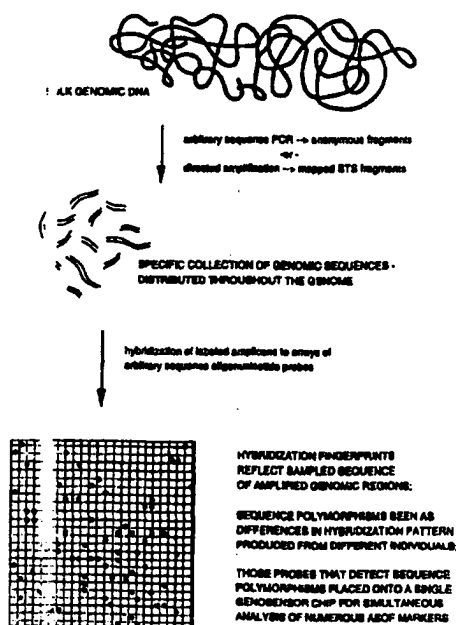 GENOMIC DNA
arbitrary sequence PCR --> anonymous fragments
-or-
directed amplification --> mapped STS fragments
SPECIFIC COLLECTION OF GENOMIC SEQUENCES -
DISTRIBUTED THROUGHOUT THE GENOME
hybridization of labeled amplicons to arrays of
arbitrary sequence oligonucleotide probes
HYBRIDIZATION FINGERPRINTS
REFLECT SAMPLED SEQUENCE
OF AMPLIFIED GENOMIC REGIONS;
SEQUENCE POLYMORPHISMS SEEN AS
DIFFERENCES IN HYBRIDIZATION PATTERN
PRODUCED FROM DIFFERENT INDIVIDUALS;
THOSE PROBES THAT DETECT SEQUENCE
POLYMORPHISMS PLACED ONTO A SINGLE
GENOSENSOR CHIP FOR SIMULTANEOUS
ANALYSIS OF NUMEROUS ASOF MARKERS